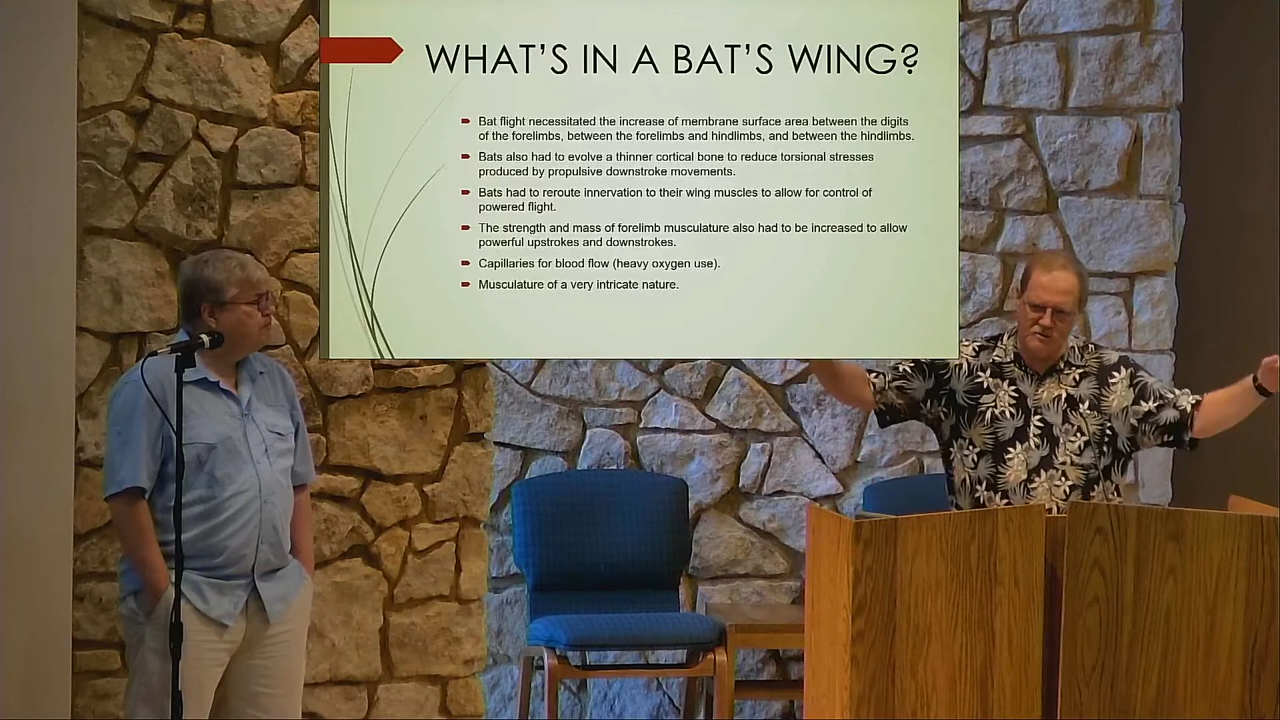 WHAT'S IN A BAT'S WING?
Bat flight necessitated the increase of membrane surface area between the digits
of the forelimbs, between the forelimbs and hindlimbs, and between the hindlimbs.
Bats also had to evolve a thinner cortical bone to reduce torsional stresses
produced by propulsive downstroke movements.
Bats had to reroute innervation to their wing muscles to allow for control of
powered flight.
The strength and mass of forelimb musculature also had to be increased to allow
powerful upstrokes and downstrokes.
Capillaries for blood flow (heavy oxygen use).
Musculature of a very intricate nature.